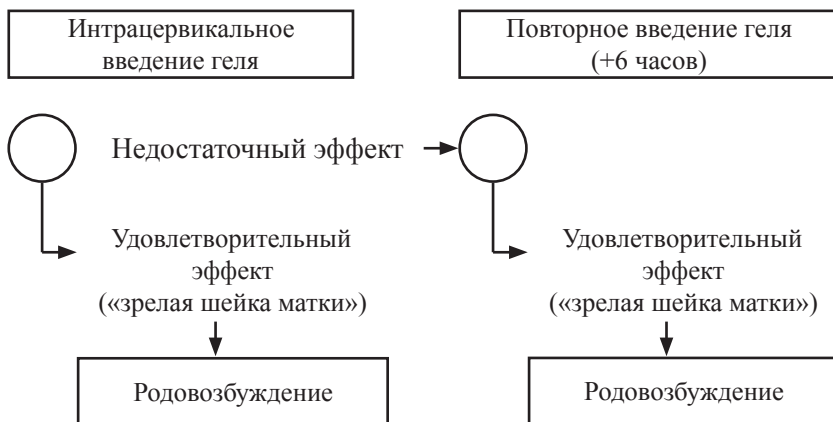 Интрацервикальное
введение геля
Повторное введение геля
(+6 часов)
Недостаточный эффект
Удовлетворительный
эффект
(«зрелая шейка матки»)
Удовлетворительный
эффект
(«зрелая шейка матки»)
Родовозбуждение
Родовозбуждение